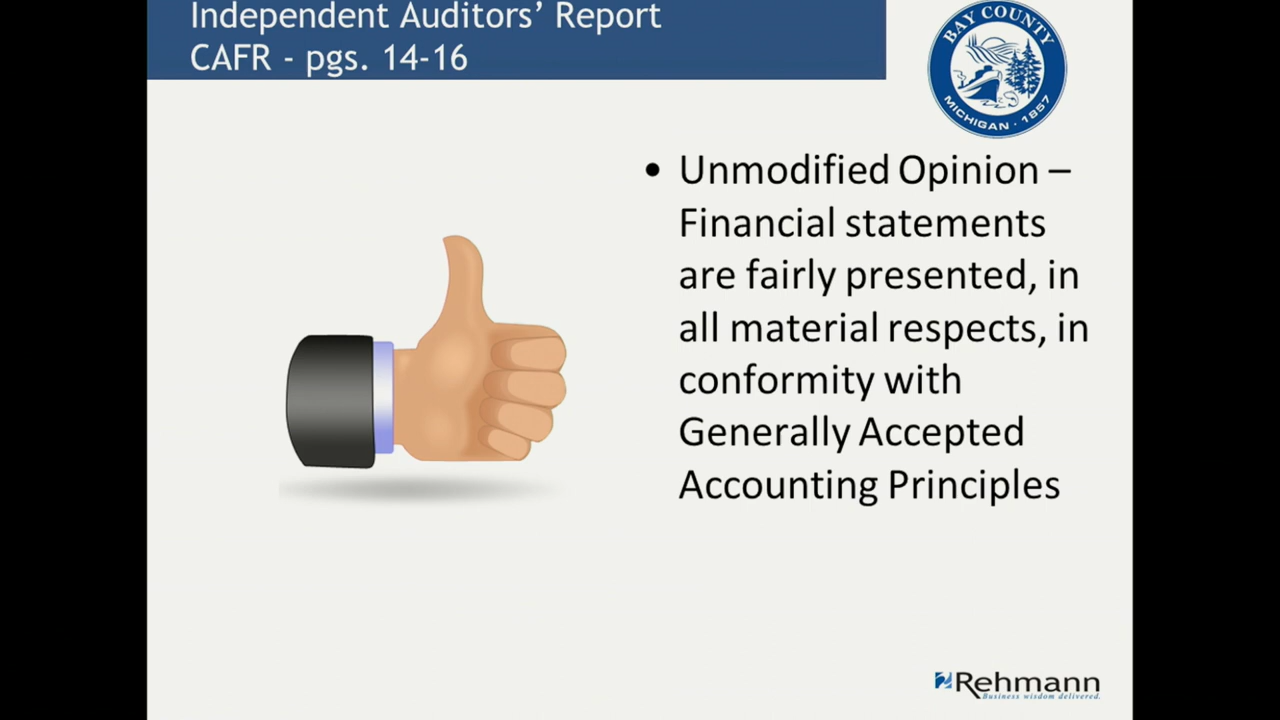 Independent Auditors’ Report
CAFR - pgs. 14-16
BAY COUNTY
MICHIGAN · 1857
• Unmodified Opinion –
Financial statements
are fairly presented, in
all material respects, in
conformity with
Generally Accepted
Accounting Principles
Rehmann
Business wisdom delivered.